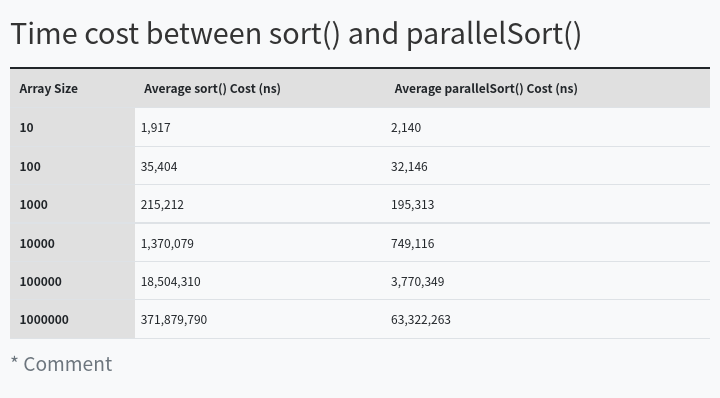 Time cost between sort() and parallelSort()
Array Size Average sort() Cost (ns) Average parallelSort() Cost (ns)
10 1,917 2,140
100 35,404 32,146
1000 215,212 195,313
10000 1,370,079 749,116
100000 18,504,310 3,770,349
1000000 371,879,790 63,322,263
* Comment